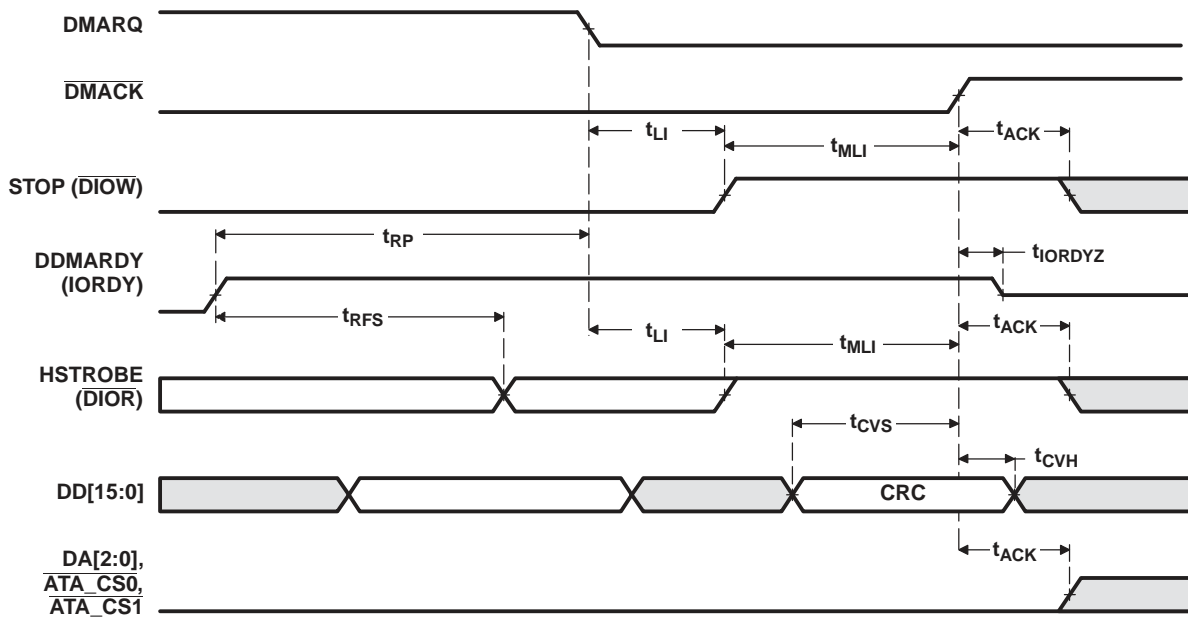 DMARQ
DMACK
tLI
tACK
tMLI
STOP (DIOW)
tRP
DDMARDY
(IORDY)
tIORDYZ
tRFS
tLI
tACK
tMLI
HSTROBE
(DIOR)
tCVS
tCVH
DD[15:0]
CRC
DA[2:0],
ATA_CS0,
ATA_CS1
tACK